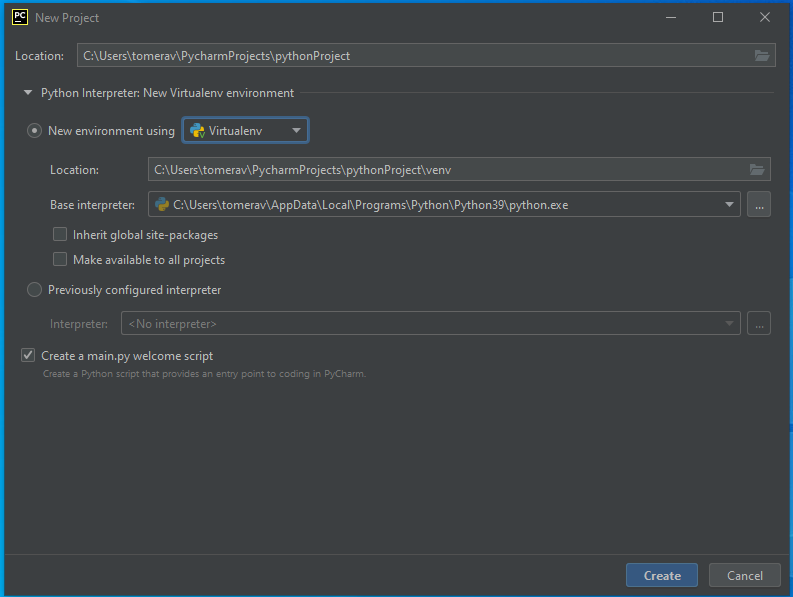 PC New Project
Location: C:\Users\tomerav\PycharmProjects\pythonProject
Python Interpreter: New Virtualenv environment
New environment using Virtualenv
Location: C:\Users\tomerav\PycharmProjects\pythonProject\venv
Base interpreter: C:\Users\tomerav\AppData\Local\Programs\Python\Python39\python.exe ...
Inherit global site-packages
Make available to all projects
Previously configured interpreter
Interpreter: <No interpreter> ...
Create a main.py welcome script
Create a Python script that provides an entry point to coding in PyCharm.
Create Cancel